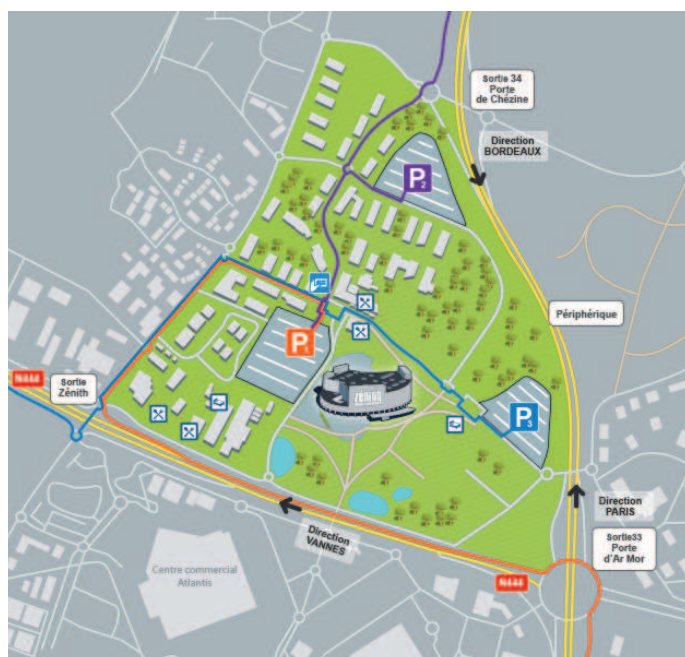 Sortie 34
Porte
de Chézine
Direction
BORDEAUX
P2
Périphérique
P1
N444
Sortie
Zénith
ZENITH
P3
Direction
PARIS
Direction
VANNES
Sortie33
Porte
d'Ar Mor
Centre commercial
Atlantis
N444